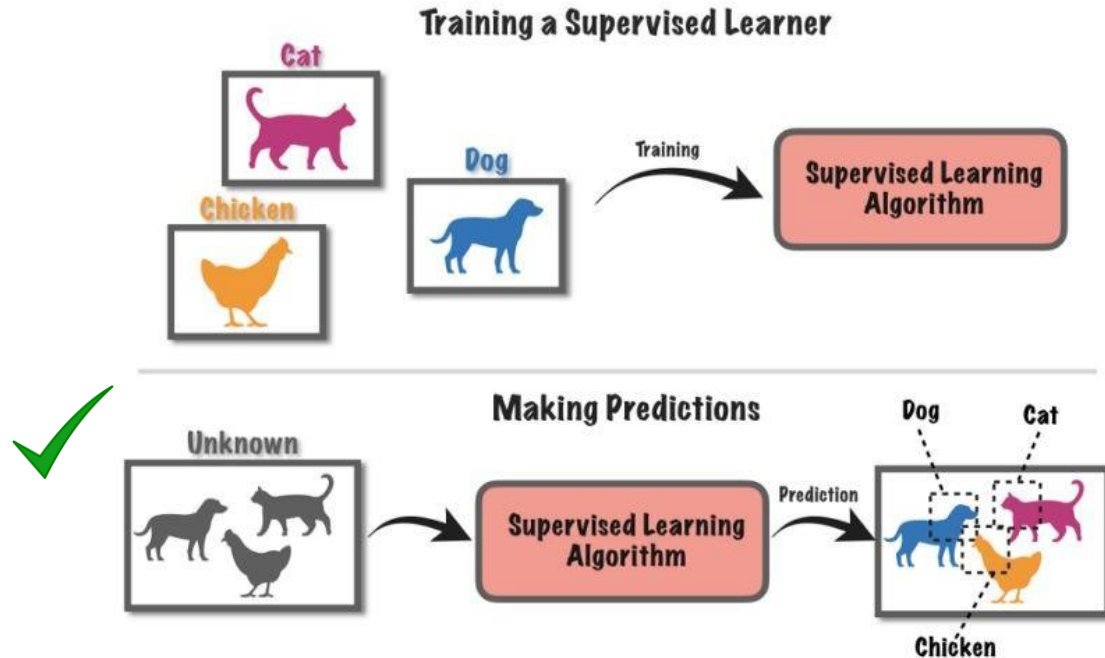 Training a Supervised Learner
Cat
Dog
Chicken
Training
Supervised Learning
Algorithm
Making Predictions
Unknown
Supervised Learning
Algorithm
Prediction
Dog
Cat
Chicken